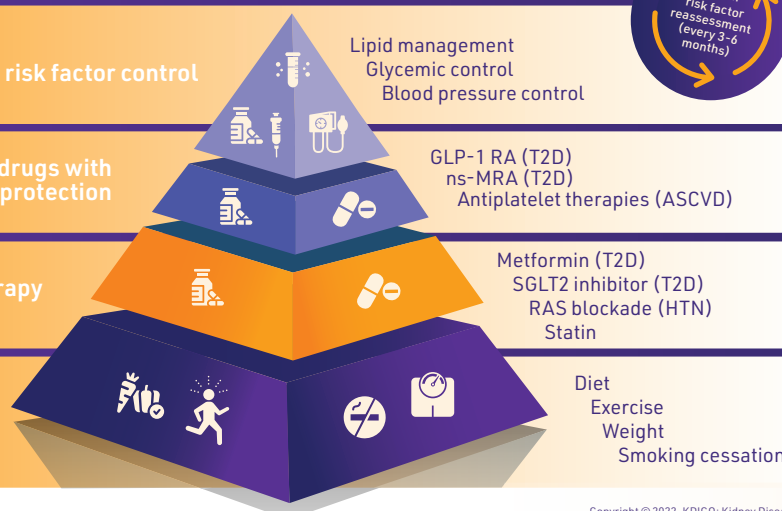 risk factor
reassessment
(every 3-6
months)
risk factor control
Lipid management
Glycemic control
Blood pressure control
drugs with
protection
GLP-1 RA (T2D)
ns-MRA (T2D)
Antiplatelet therapies (ASCVD)
Metformin (T2D)
SGLT2 inhibitor (T2D)
RAS blockade (HTN)
Statin
Diet
Exercise
Weight
Smoking cessation